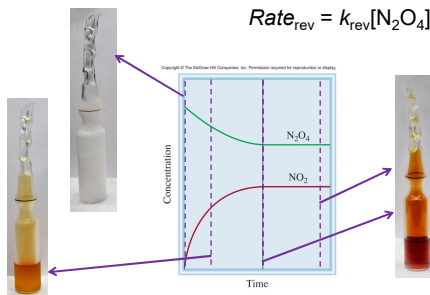 Rate_rev = k_rev[N₂O₄]
Copyright © The McGraw-Hill Companies, Inc. Permission required for reproduction or display.
N₂O₄
NO₂
Concentration
Time